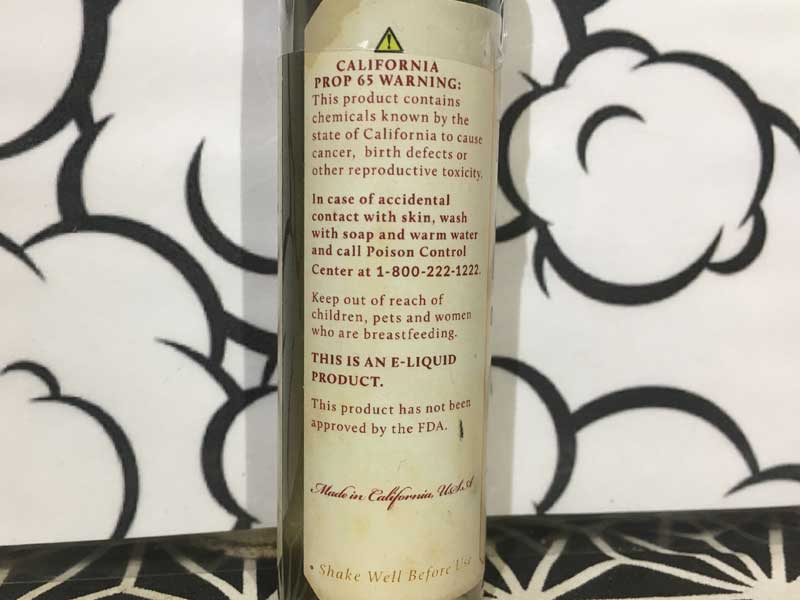 CALIFORNIA
PROP 65 WARNING:
This product contains
chemicals known by the
state of California to cause
cancer, birth defects or
other reproductive toxicity.
In case of accidental
contact with skin, wash
with soap and warm water
and call Poison Control
Center at 1-800-222-1222.
Keep out of reach of
children, pets and women
who are breastfeeding.
THIS IS AN E-LIQUID
PRODUCT.
This product has not been
approved by the FDA.
Made in California, U.S.A
• Shake Well Before Use